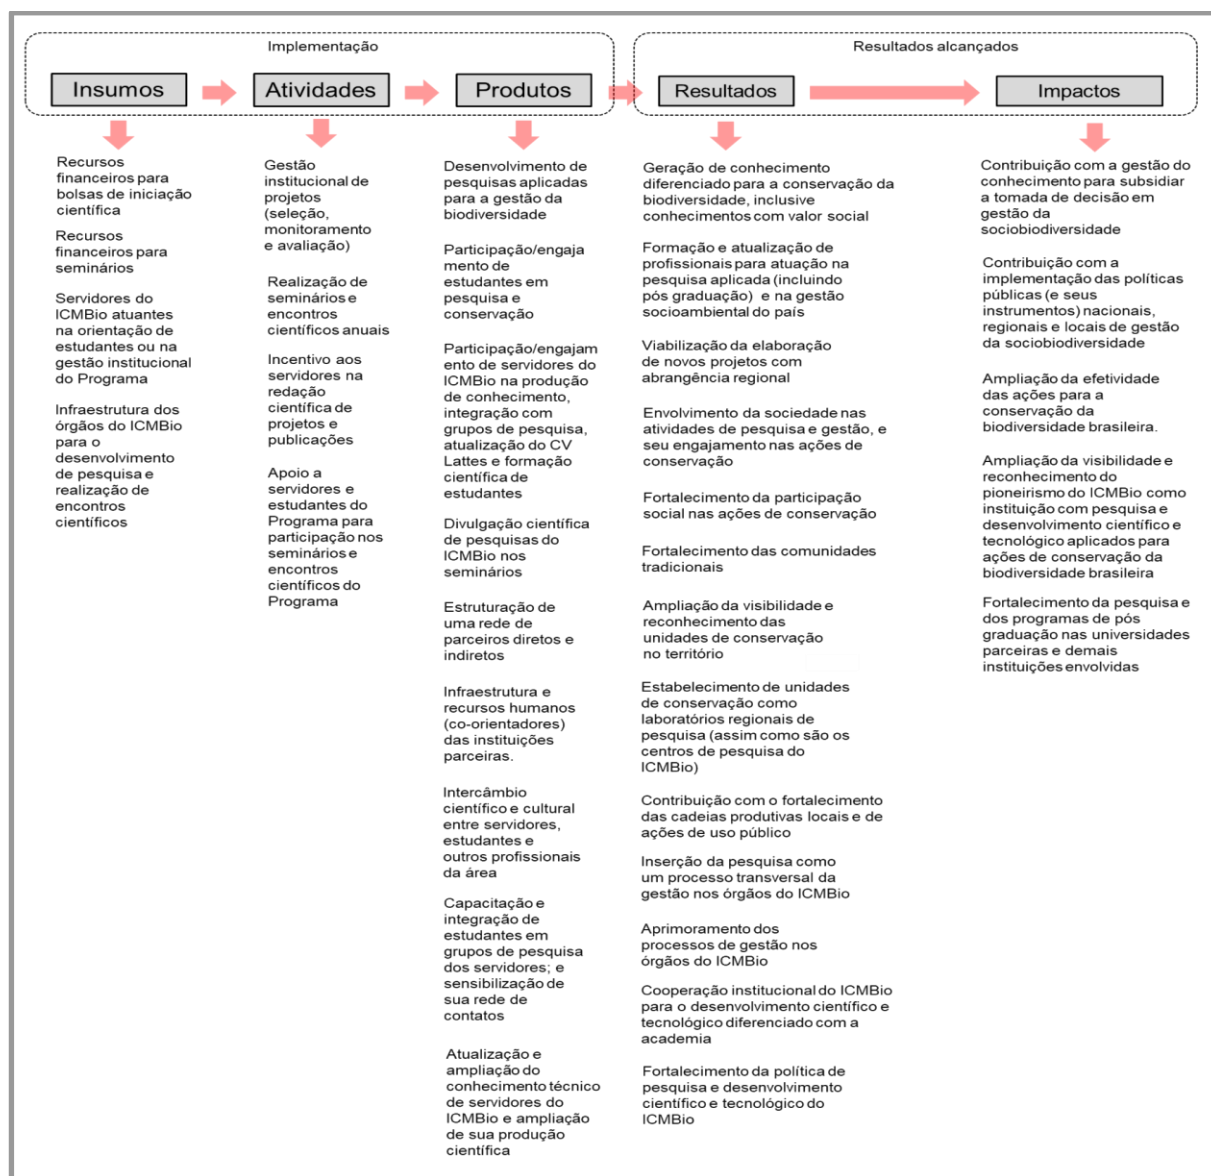 Implementação
Resultados alcançados
Insumos
Atividades
Produtos
Resultados
Impactos
Recursos
financeiros para
bolsas de iniciação
científica
Recursos
financeiros para
seminários
Servidores do
ICMBio atuantes
na orientação de
estudantes ou na
gestão institucional
do Programa
Infraestrutura dos
órgãos do ICMBio
para o
desenvolvimento
de pesquisa e
realização de
encontros
científicos
Gestão
institucional de
projetos
(seleção,
monitoramento
e avaliação)
Realização de
seminários e
encontros
científicos anuais
Incentivo aos
servidores na
redação
científica de
projetos e
publicações
Apoio a
servidores e
estudantes do
Programa para
participação nos
seminários e
encontros
científicos do
Programa
Desenvolvimento de
pesquisas aplicadas
para a gestão da
biodiversidade
Participação/engaja
mento de
estudantes em
pesquisa e
conservação
Participação/engajam
ento de servidores do
ICMBio na produção
de conhecimento,
integração com
grupos de pesquisa,
atualização do CV
Lattes e formação
científica de
estudantes
Divulgação científica
de pesquisas do
ICMBio nos
seminários
Estruturação de
uma rede de
parceiros diretos e
indiretos
Infraestrutura e
recursos humanos
(co-orientadores)
das instituições
parceiras.
Intercâmbio
científico e cultural
entre servidores,
estudantes e
outros profissionais
da área
Capacitação e
integração de
estudantes em
grupos de pesquisa
dos servidores; e
sensibilização de
sua rede de
contatos
Atualização e
ampliação do
conhecimento técnico
de servidores do
ICMBio e ampliação
de sua produção
científica
Geração de conhecimento
diferenciado para a conservação da
biodiversidade, inclusive
conhecimentos com valor social
Formação e atualização de
profissionais para atuação na
pesquisa aplicada (incluindo
pós graduação) e na gestão
socioambiental do país
Viabilização da elaboração
de novos projetos com
abrangência regional
Envolvimento da sociedade nas
atividades de pesquisa e gestão, e
seu engajamento nas ações de
conservação
Fortalecimento da participação
social nas ações de conservação
Fortalecimento das comunidades
tradicionais
Ampliação da visibilidade e
reconhecimento das
unidades de conservação
no território
Estabelecimento de unidades
de conservação como
laboratórios regionais de
pesquisa (assim como são os
centros de pesquisa do
ICMBio)
Contribuição com o fortalecimento
das cadeias produtivas locais e de
ações de uso público
Inserção da pesquisa como
um processo transversal da
gestão nos órgãos do ICMBio
Aprimoramento dos
processos de gestão nos
órgãos do ICMBio
Cooperação institucional do ICMBio
para o desenvolvimento científico e
tecnológico diferenciado com a
academia
Fortalecimento da política de
pesquisa e desenvolvimento
científico e tecnológico do
ICMBio
Contribuição com a gestão do
conhecimento para subsidiar
a tomada de decisão em
gestão da
sociobiodiversidade
Contribuição com a
implementação das políticas
públicas (e seus
instrumentos) nacionais,
regionais e locais de gestão
da sociobiodiversidade
Ampliação da efetividade
das ações para a
conservação da
biodiversidade brasileira.
Ampliação da visibilidade e
reconhecimento do
pioneirismo do ICMBio como
instituição com pesquisa e
desenvolvimento científico e
tecnológico aplicados para
ações de conservação da
biodiversidade brasileira
Fortalecimento da pesquisa e
dos programas de pós
graduação nas universidades
parceiras e demais
instituições envolvidas